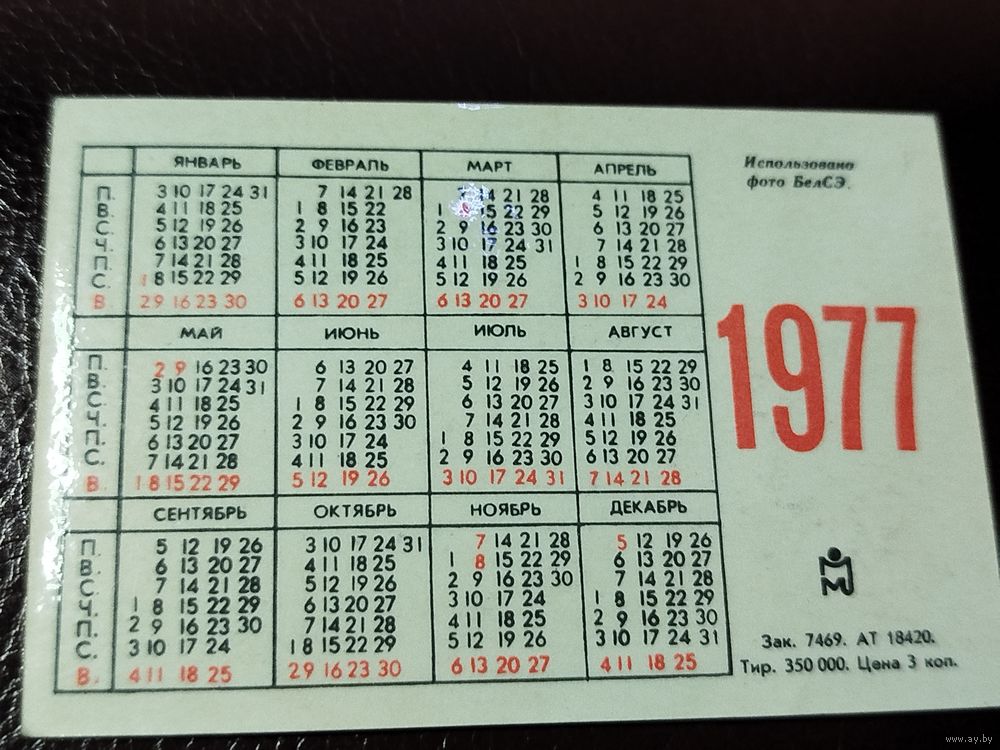 ЯНВАРЬ ФЕВРАЛЬ МАРТ АПРЕЛЬ
П. 3 10 17 24 31 7 14 21 28 14 21 28 4 11 18 25
В. 4 11 18 25 1 8 15 22 1 8 15 22 29 5 12 19 26
С. 5 12 19 26 2 9 16 23 2 9 16 23 30 6 13 20 27
Ч. 6 13 20 27 3 10 17 24 3 10 17 24 31 7 14 21 28
П. 7 14 21 28 4 11 18 25 4 11 18 25 1 8 15 22 29
С. 1 8 15 22 29 5 12 19 26 5 12 19 26 2 9 16 23 30
В. 2 9 16 23 30 6 13 20 27 6 13 20 27 3 10 17 24
МАЙ ИЮНЬ ИЮЛЬ АВГУСТ
П. 2 9 16 23 30 6 13 20 27 4 11 18 25 1 8 15 22 29
В. 3 10 17 24 31 7 14 21 28 5 12 19 26 2 9 16 23 30
С. 4 11 18 25 1 8 15 22 29 6 13 20 27 3 10 17 24 31
Ч. 5 12 19 26 2 9 16 23 30 7 14 21 28 4 11 18 25
П. 6 13 20 27 3 10 17 24 1 8 15 22 29 5 12 19 26
С. 7 14 21 28 4 11 18 25 2 9 16 23 30 6 13 20 27
В. 1 8 15 22 29 5 12 19 26 3 10 17 24 31 7 14 21 28
СЕНТЯБРЬ ОКТЯБРЬ НОЯБРЬ ДЕКАБРЬ
П. 5 12 19 26 3 10 17 24 31 7 14 21 28 5 12 19 26
В. 6 13 20 27 4 11 18 25 1 8 15 22 29 6 13 20 27
С. 7 14 21 28 5 12 19 26 2 9 16 23 30 7 14 21 28
Ч. 1 8 15 22 29 6 13 20 27 3 10 17 24 1 8 15 22 29
П. 2 9 16 23 30 7 14 21 28 4 11 18 25 2 9 16 23 30
С. 3 10 17 24 1 8 15 22 29 5 12 19 26 3 10 17 24 31
В. 4 11 18 25 2 9 16 23 30 6 13 20 27 4 11 18 25
Использовано
фото БелСЭ.
1977
Зак. 7469. АТ 18420.
Тир. 350 000. Цена 3 коп.
www.ay.by